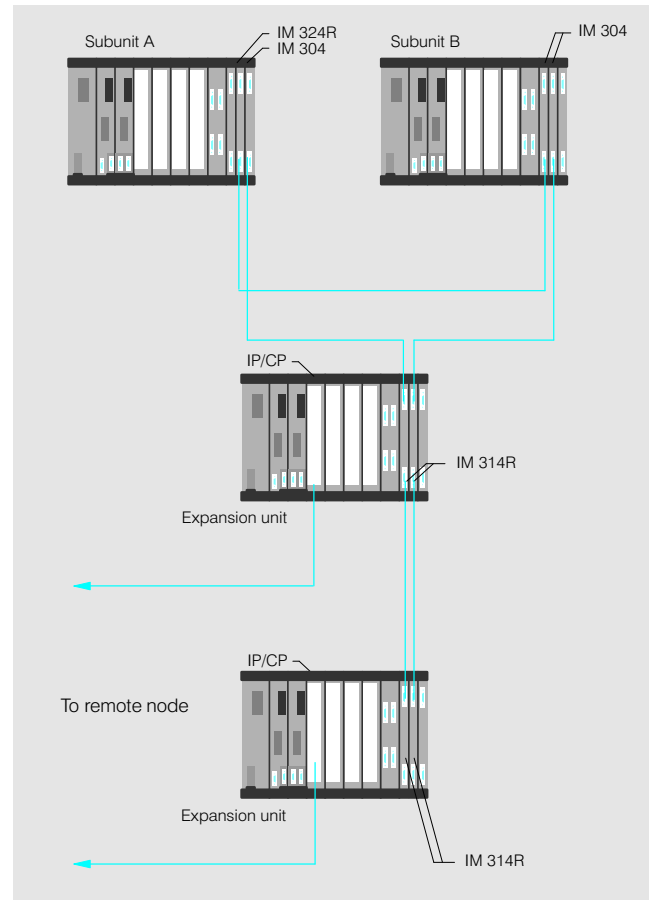 Subunit A
IM 324R
IM 304
Subunit B
IM 304
IP/CP
IM 314R
Expansion unit
IP/CP
To remote node
Expansion unit
IM 314R